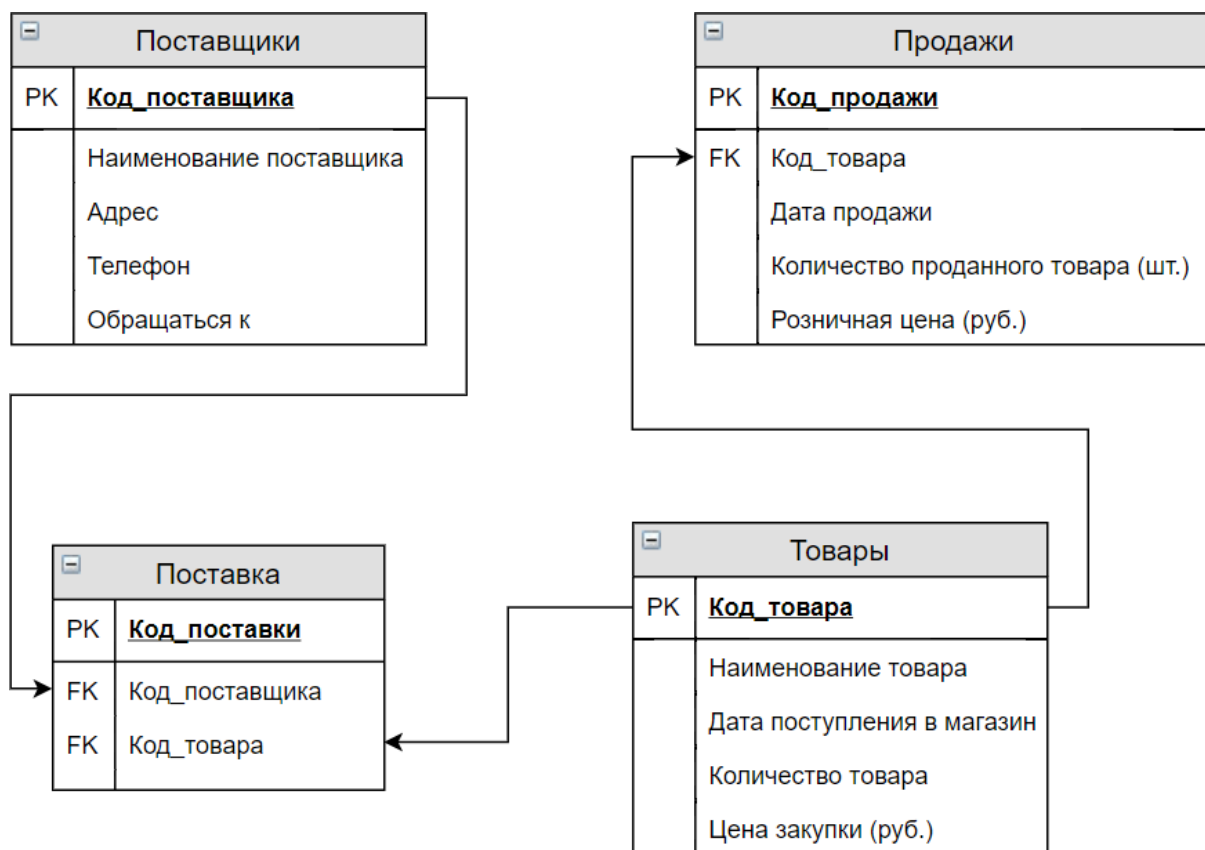 Поставщики
PK Код_поставщика
Наименование поставщика
Адрес
Телефон
Обращаться к
Продажи
PK Код_продажи
FK Код_товара
Дата продажи
Количество проданного товара (шт.)
Розничная цена (руб.)
Поставка
PK Код_поставки
FK Код_поставщика
FK Код_товара
Товары
PK Код_товара
Наименование товара
Дата поступления в магазин
Количество товара
Цена закупки (руб.)